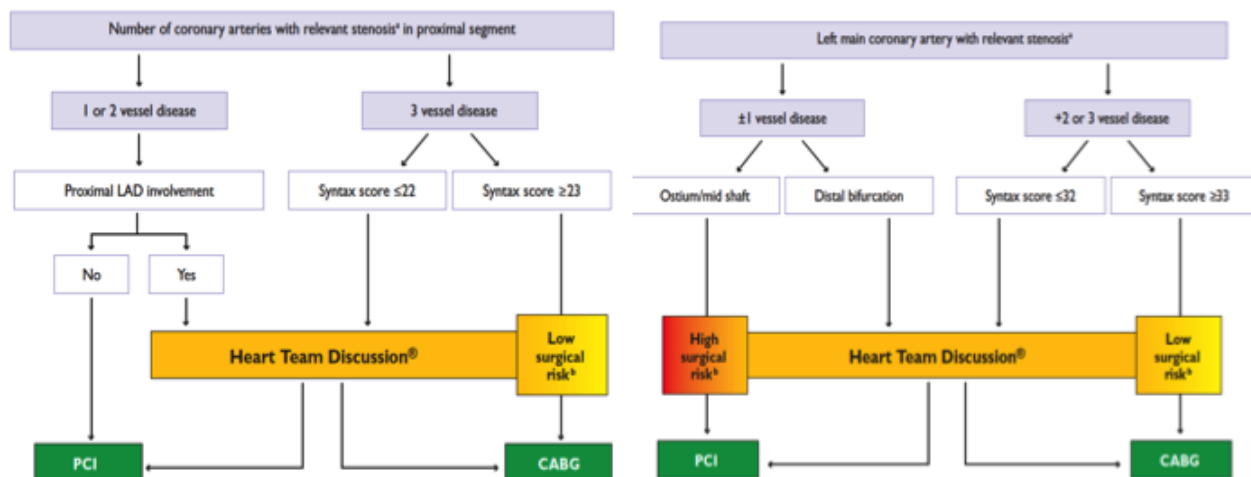 Number of coronary arteries with relevant stenosisᵃ in proximal segment
1 or 2 vessel disease
3 vessel disease
Proximal LAD involvement
Syntax score ≤22
Syntax score ≥23
No
Yes
Heart Team Discussion®
Low
surgical
riskᵇ
PCI
CABG
Left main coronary artery with relevant stenosisᵃ
±1 vessel disease
+2 or 3 vessel disease
Ostium/mid shaft
Distal bifurcation
Syntax score ≤32
Syntax score ≥33
High
surgical
riskᵇ
Heart Team Discussion®
Low
surgical
riskᵇ
PCI
CABG